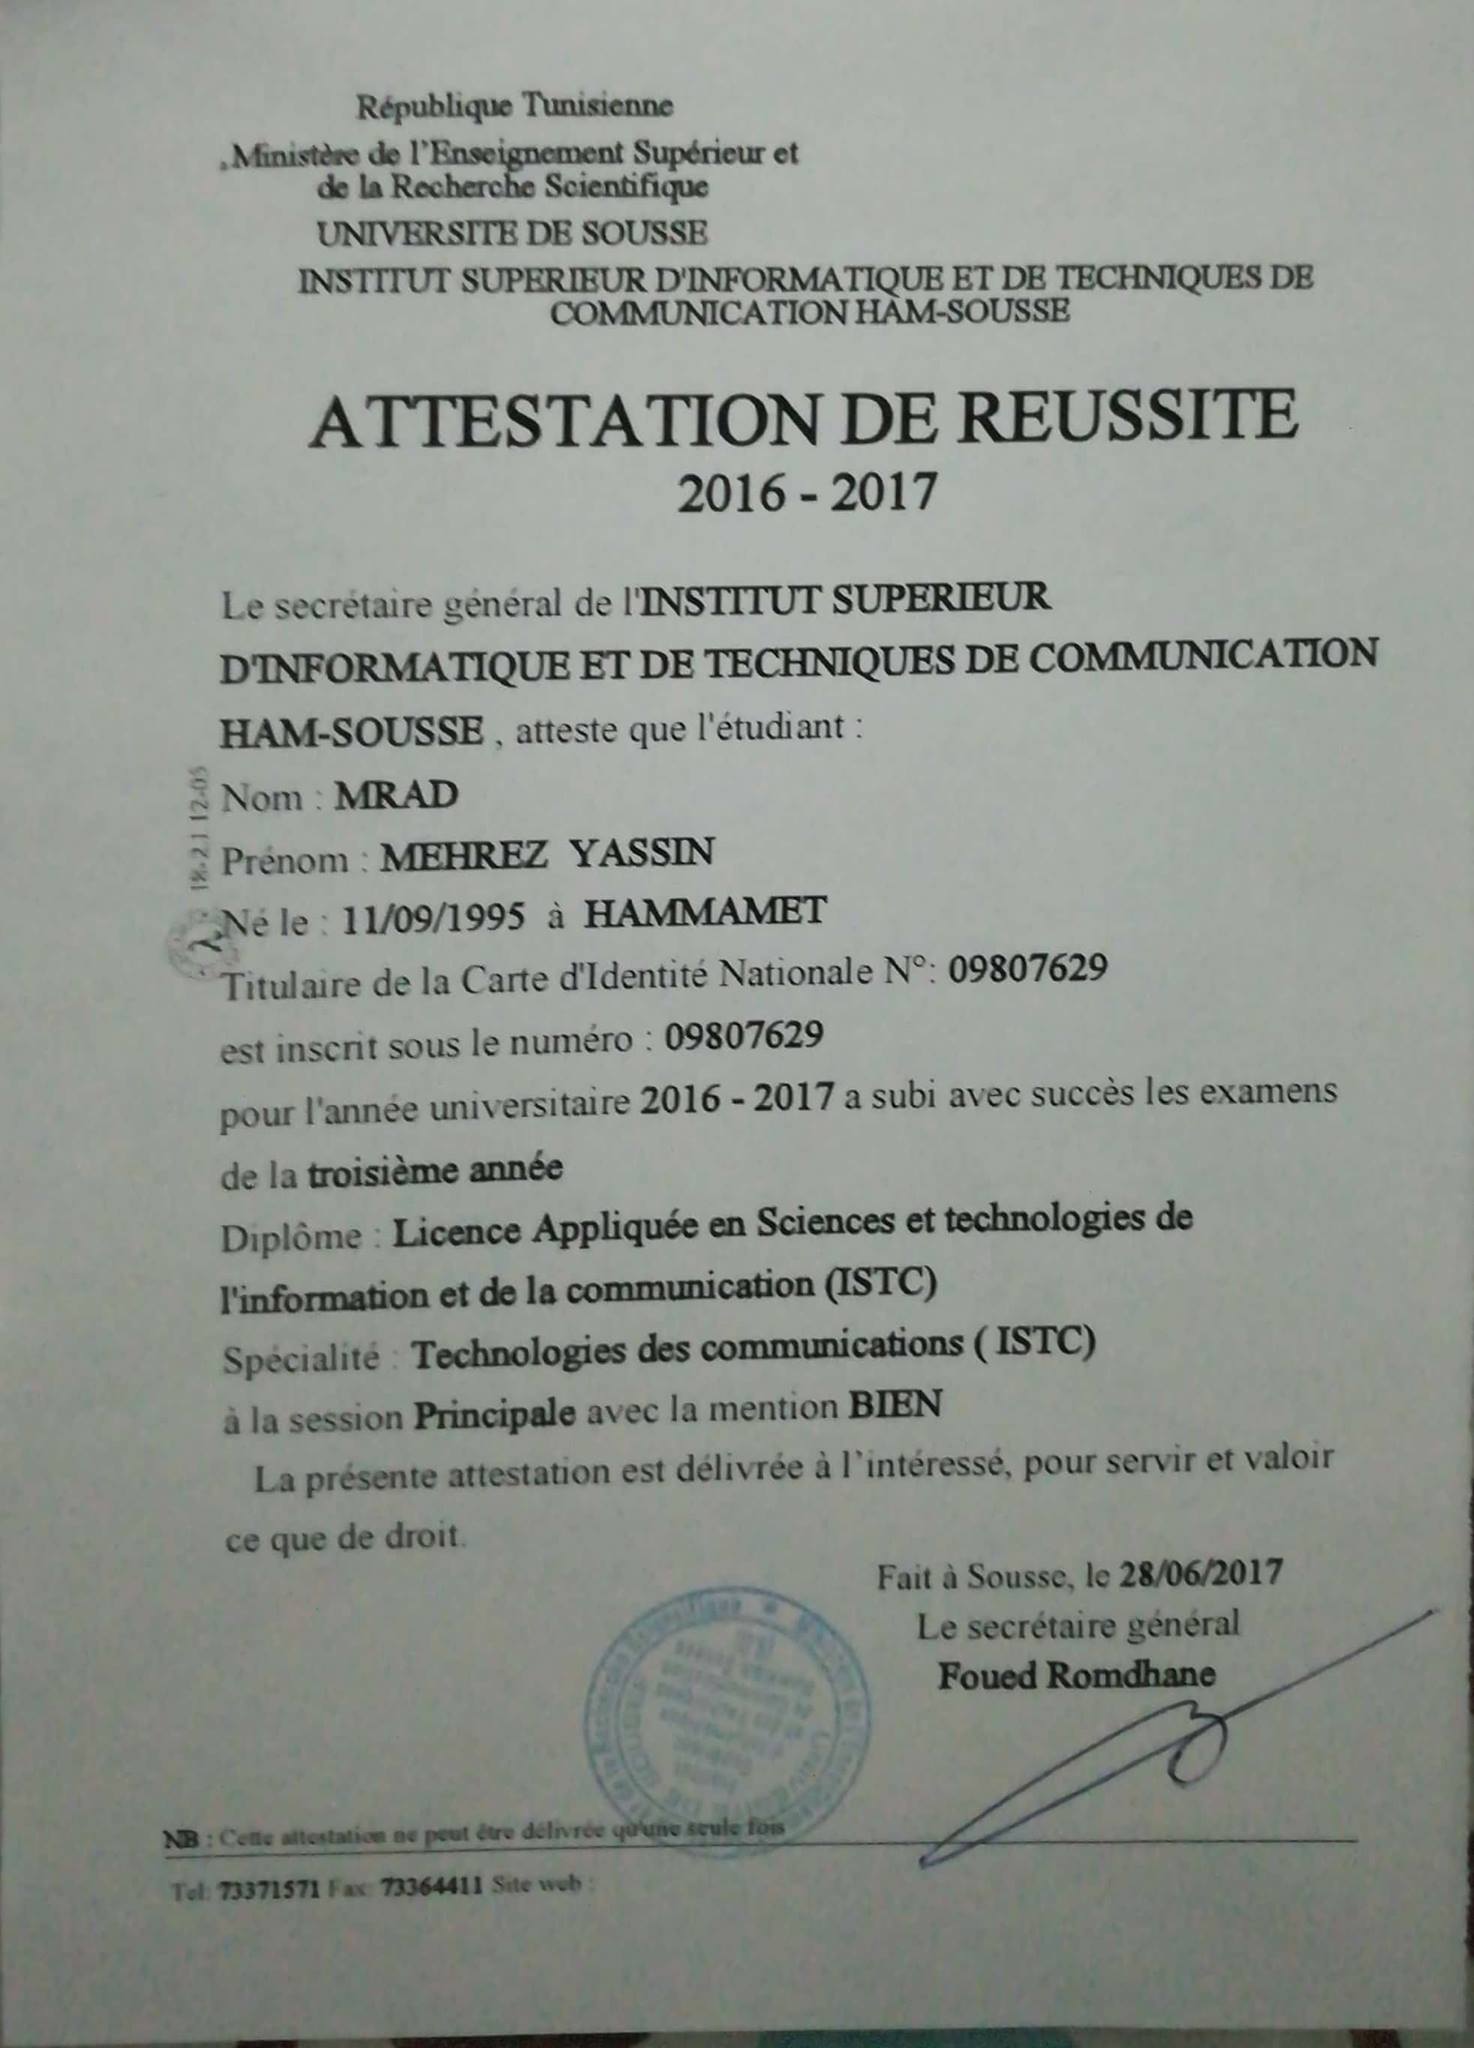 République Tunisienne
Ministère de l'Enseignement Supérieur et
de la Recherche Scientifique
UNIVERSITE DE SOUSSE
INSTITUT SUPERIEUR D'INFORMATIQUE ET DE TECHNIQUES DE
COMMUNICATION HAM-SOUSSE
ATTESTATION DE REUSSITE
2016 - 2017
Le secrétaire général de l'INSTITUT SUPERIEUR
D'INFORMATIQUE ET DE TECHNIQUES DE COMMUNICATION
HAM-SOUSSE , atteste que l'étudiant :
Nom : MRAD
Prénom : MEHREZ YASSIN
Né le : 11/09/1995 à HAMMAMET
Titulaire de la Carte d'Identité Nationale N°: 09807629
est inscrit sous le numéro : 09807629
pour l'année universitaire 2016 - 2017 a subi avec succès les examens
de la troisième année
Diplôme : Licence Appliquée en Sciences et technologies de
l'information et de la communication (ISTC)
Spécialité : Technologies des communications ( ISTC)
à la session Principale avec la mention BIEN
La présente attestation est délivrée à l'intéressé, pour servir et valoir
ce que de droit.
Fait à Sousse, le 28/06/2017
Le secrétaire général
Foued Romdhane
NB : Cette attestation ne peut être délivrée qu'une seule fois
Tel: 73371571 Fax: 73364411 Site web :